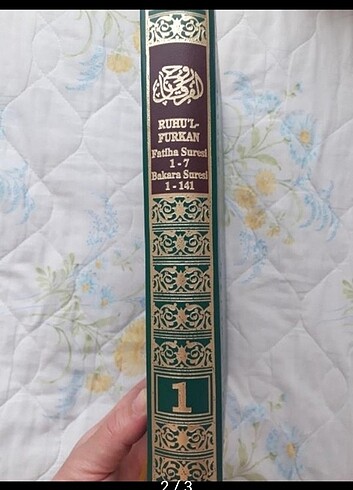 روح الفرقان
RUHU'L-
FURKAN
Fatiha Suresi
1 - 7
Bakara Suresi
1 - 141
1
2 / 3